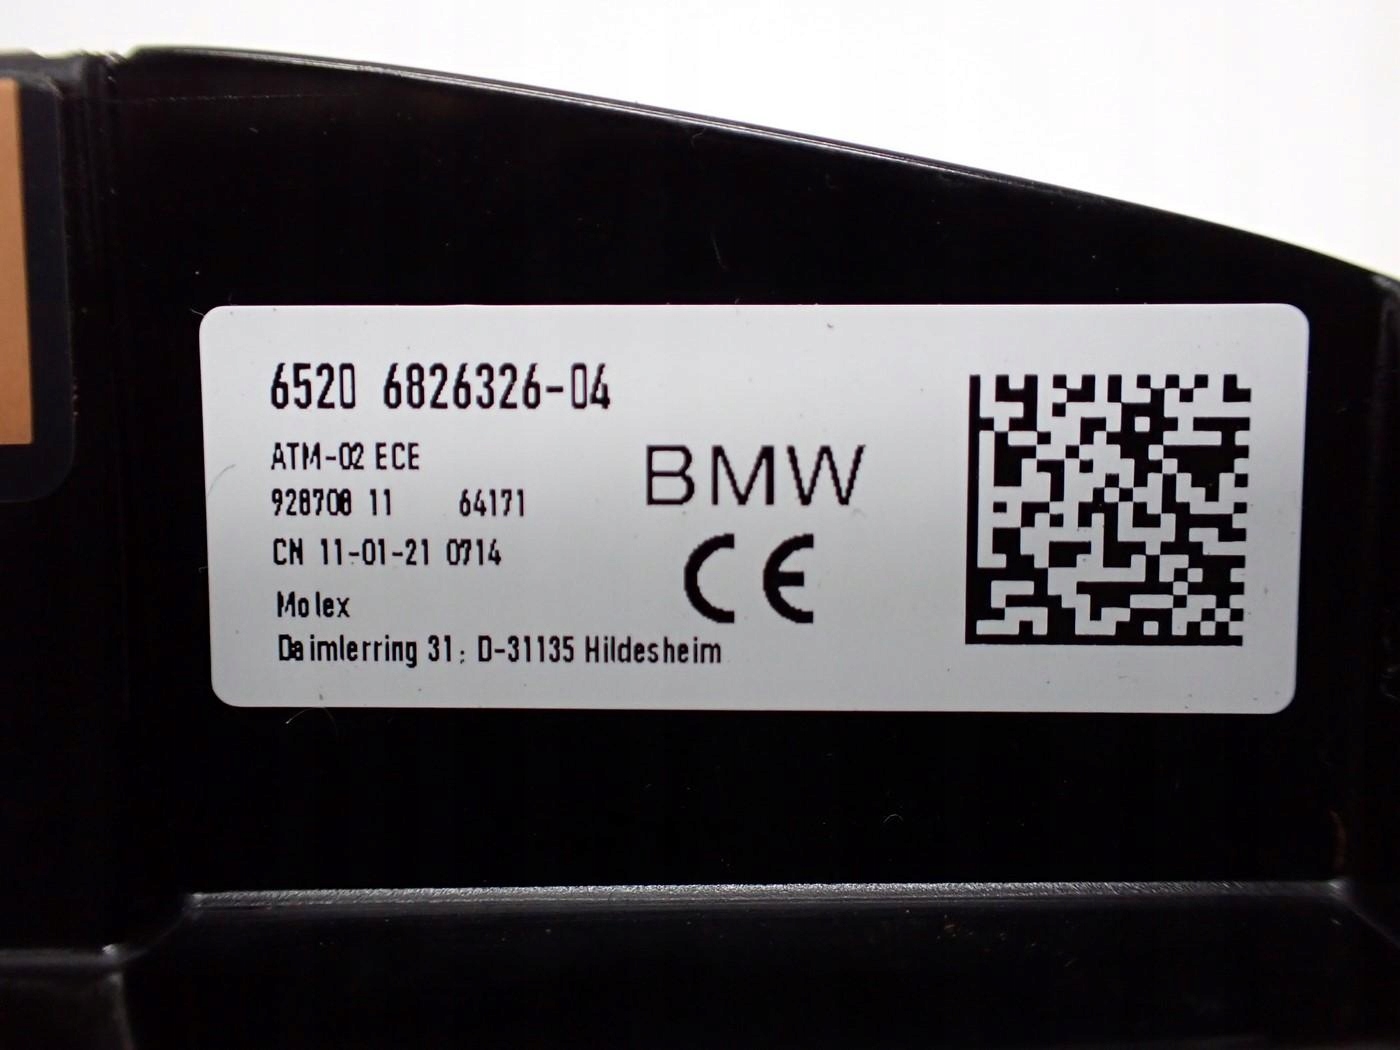 6520 6826326-04
ATM-02 ECE
928708 11 64171
CN 11-01-21 0714
BMW
CE
Molex
Daimlerring 31; D-31135 Hildesheim